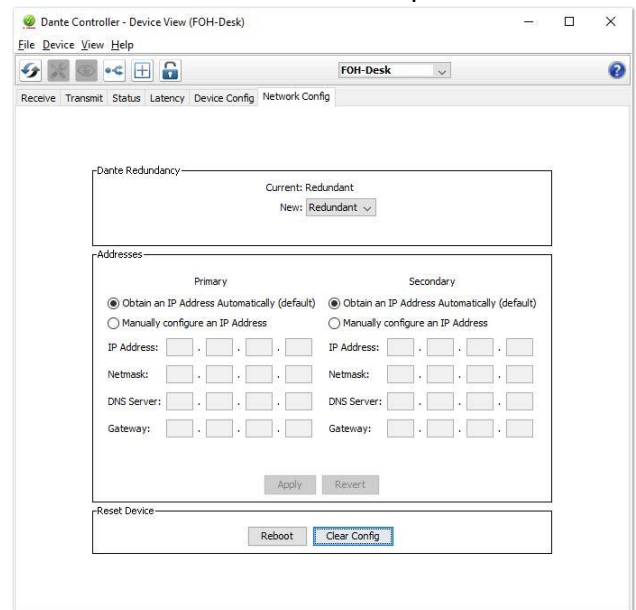 Dante Controller - Device View (FOH-Desk)
File Device View Help
FOH-Desk
Receive Transmit Status Latency Device Config Network Config
Dante Redundancy
Current: Redundant
New: Redundant
Addresses
Primary Secondary
Obtain an IP Address Automatically (default) Obtain an IP Address Automatically (default)
Manually configure an IP Address Manually configure an IP Address
IP Address: . . . IP Address: . . .
Netmask: . . . Netmask: . . .
DNS Server: . . . DNS Server: . . .
Gateway: . . . Gateway: . . .
Apply Revert
Reset Device
Reboot Clear Config